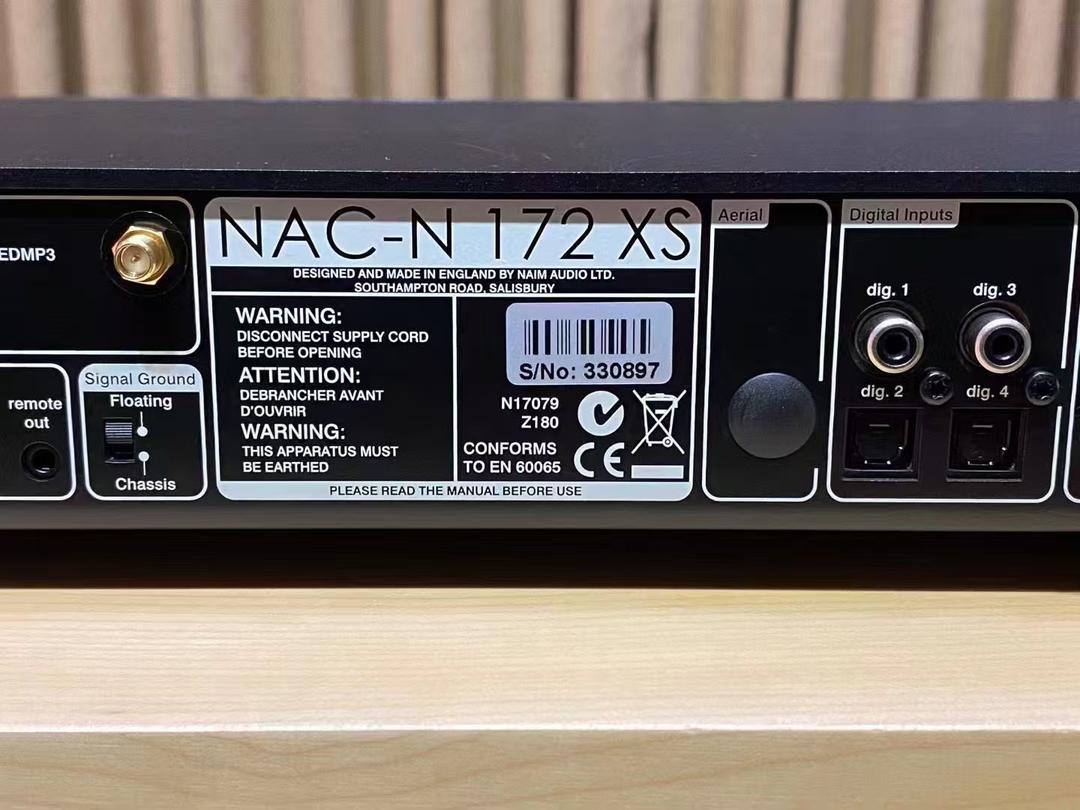 EDMP3
remote
out
Signal Ground
Floating
Chassis
NAC-N 172 XS
DESIGNED AND MADE IN ENGLAND BY NAIM AUDIO LTD.
SOUTHAMPTON ROAD, SALISBURY
WARNING:
DISCONNECT SUPPLY CORD
BEFORE OPENING
ATTENTION:
DEBRANCHER AVANT
D'OUVRIR
WARNING:
THIS APPARATUS MUST
BE EARTHED
S/No: 330897
N17079
Z180
CONFORMS
TO EN 60065
CE
PLEASE READ THE MANUAL BEFORE USE
Aerial
Digital Inputs
dig. 1
dig. 3
dig. 2
dig. 4